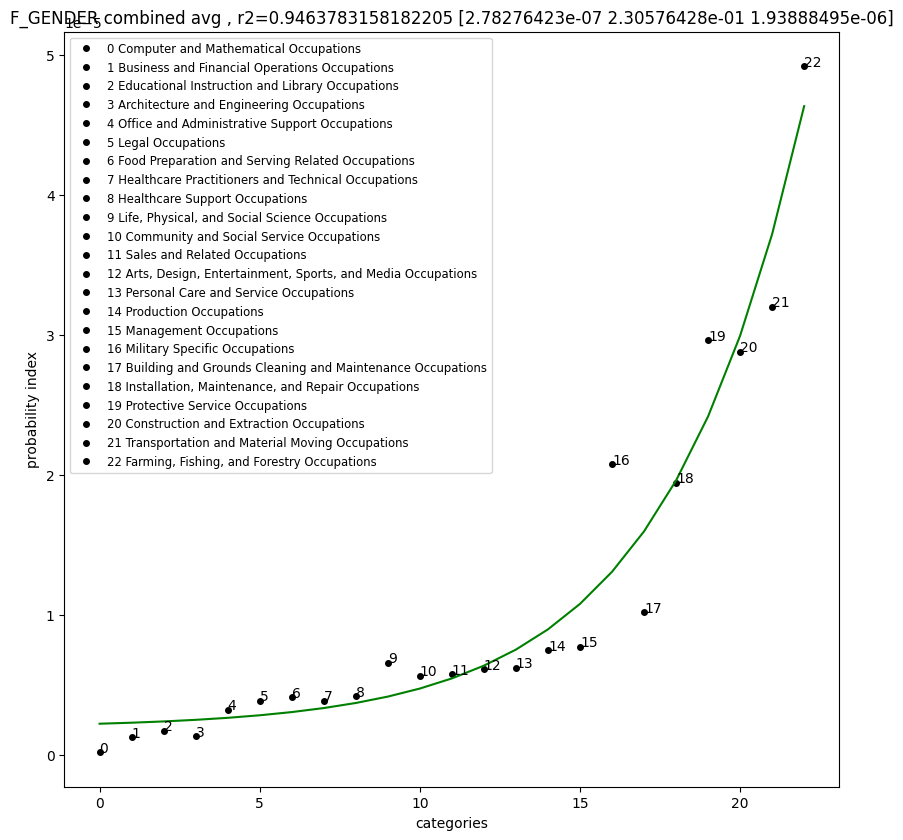 F_GENDER combined avg , r2=0.9463783158182205 [2.78276423e-07 2.30576428e-01 1.93888495e-06]
1e-5
0 Computer and Mathematical Occupations
1 Business and Financial Operations Occupations
2 Educational Instruction and Library Occupations
3 Architecture and Engineering Occupations
4 Office and Administrative Support Occupations
5 Legal Occupations
6 Food Preparation and Serving Related Occupations
7 Healthcare Practitioners and Technical Occupations
8 Healthcare Support Occupations
9 Life, Physical, and Social Science Occupations
10 Community and Social Service Occupations
11 Sales and Related Occupations
12 Arts, Design, Entertainment, Sports, and Media Occupations
13 Personal Care and Service Occupations
14 Production Occupations
15 Management Occupations
16 Military Specific Occupations
17 Building and Grounds Cleaning and Maintenance Occupations
18 Installation, Maintenance, and Repair Occupations
19 Protective Service Occupations
20 Construction and Extraction Occupations
21 Transportation and Material Moving Occupations
22 Farming, Fishing, and Forestry Occupations
probability index
5
4
3
2
1
0
0
1
2
3
4
5
6
7
8
9
10
11
12
13
14
15
16
17
18
19
20
21
22
0
5
10
15
20
categories